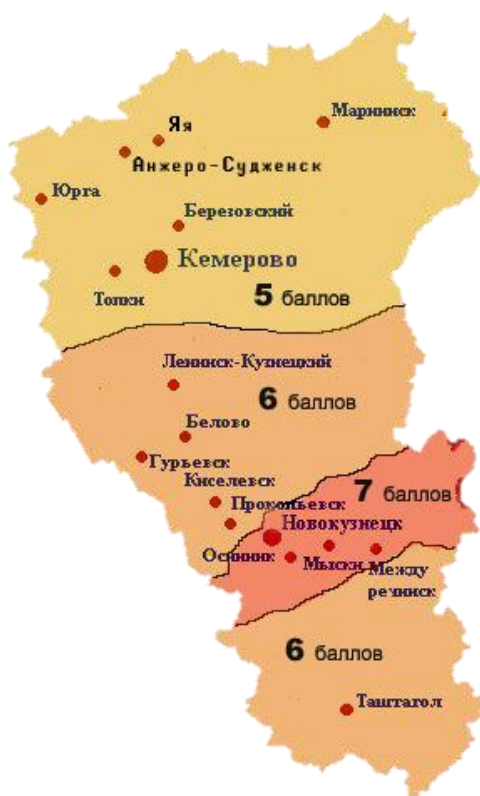 Яя
Мариинск
Анжеро-Судженск
Юрга
Березовский
Кемерово
Топки
5 баллов
Ленинск-Кузнецкий
6 баллов
Белово
Гурьевск
Киселевск
7 баллов
Прокопьевск
Новокузнецк
Осинник
Мыски
Между
реченск
6 баллов
Таштагол